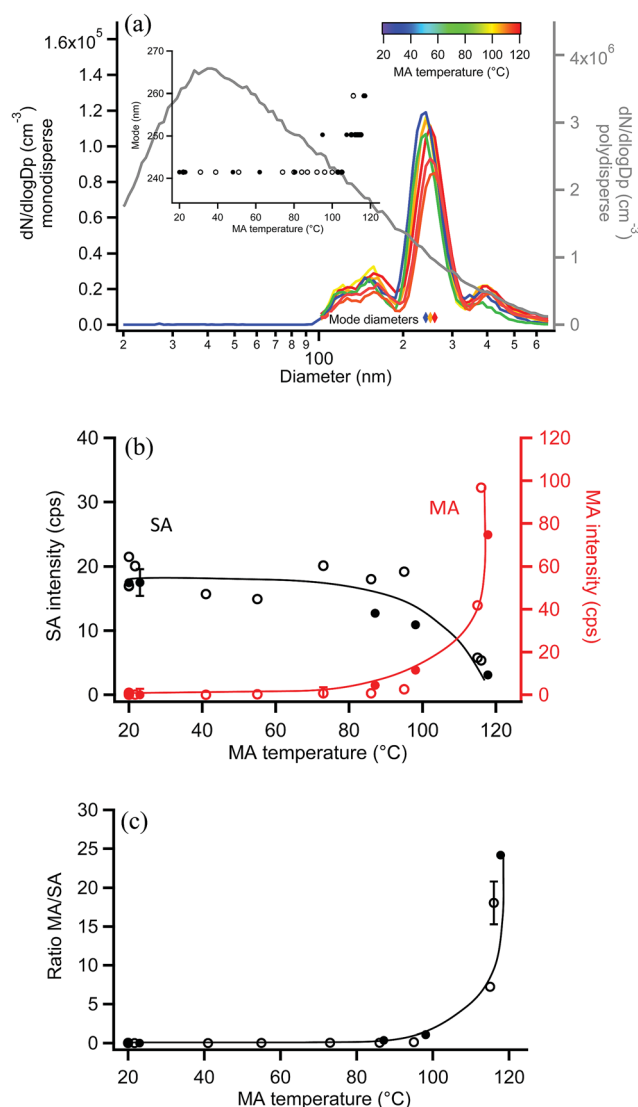 (a)
1.6x10⁵
1.4
1.2
1.0
0.8
0.6
0.4
0.2
0.0
dN/dlogDp (cm⁻³)
monodisperse
270
260
250
240
Mode (nm)
20 40 60 80 100 120
MA temperature (°C)
20 40 60 80 100 120
MA temperature (°C)
4x10⁶
3
2
1
0
dN/dlogDp (cm⁻³)
polydisperse
Mode diameters
2 3 4 5 6 7 8 9 100 2 3 4 5 6
Diameter (nm)
(b)
40
30
20
10
0
SA intensity (cps)
SA
MA
120
100
80
60
40
20
0
MA intensity (cps)
20 40 60 80 100 120
MA temperature (°C)
(c)
30
25
20
15
10
5
0
Ratio MA/SA
20 40 60 80 100 120
MA temperature (°C)